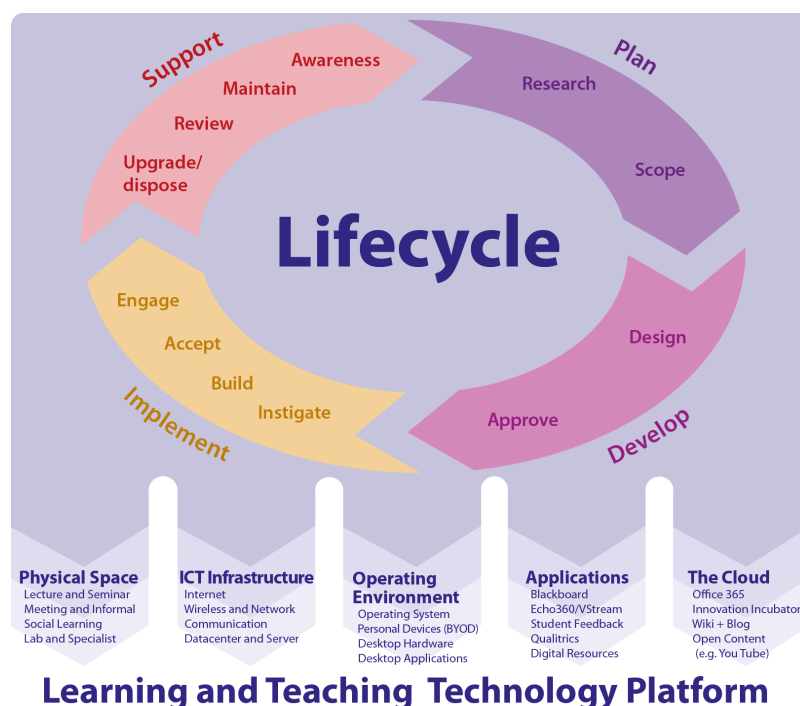 Support
Awareness
Maintain
Review
Upgrade/
dispose
Plan
Research
Scope
Lifecycle
Design
Approve
Develop
Engage
Accept
Build
Instigate
Implement
Physical Space
Lecture and Seminar
Meeting and Informal
Social Learning
Lab and Specialist
ICT Infrastructure
Internet
Wireless and Network
Communication
Datacenter and Server
Operating
Environment
Operating System
Personal Devices (BYOD)
Desktop Hardware
Desktop Applications
Applications
Blackboard
Echo360/VStream
Student Feedback
Qualitrics
Digital Resources
The Cloud
Office 365
Innovation Incubator
Wiki + Blog
Open Content
(e.g. You Tube)
Learning and Teaching Technology Platform